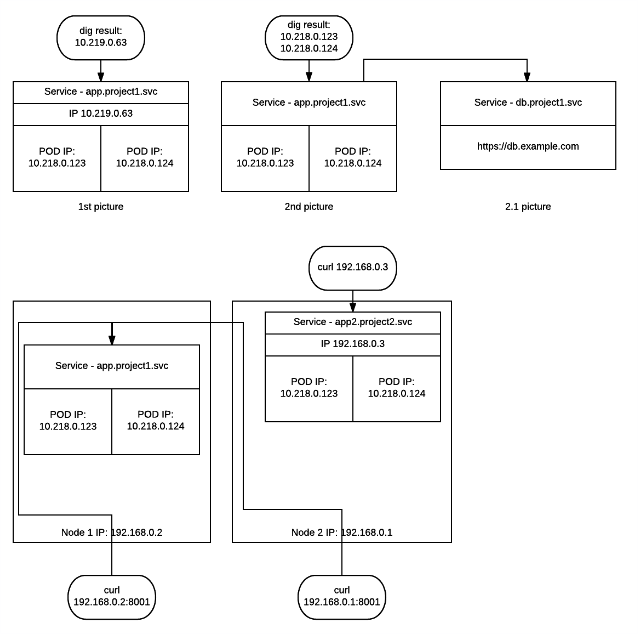 dig result:
10.219.0.63
Service - app.project1.svc
IP 10.219.0.63
POD IP:
10.218.0.123
POD IP:
10.218.0.124
1st picture
dig result:
10.218.0.123
10.218.0.124
Service - app.project1.svc
POD IP:
10.218.0.123
POD IP:
10.218.0.124
2nd picture
Service - db.project1.svc
https://db.example.com
2.1 picture
curl 192.168.0.3
Service - app2.project2.svc
IP 192.168.0.3
POD IP:
10.218.0.123
POD IP:
10.218.0.124
Service - app.project1.svc
POD IP:
10.218.0.123
POD IP:
10.218.0.124
Node 1 IP: 192.168.0.2
Node 2 IP: 192.168.0.1
curl
192.168.0.2:8001
curl
192.168.0.1:8001